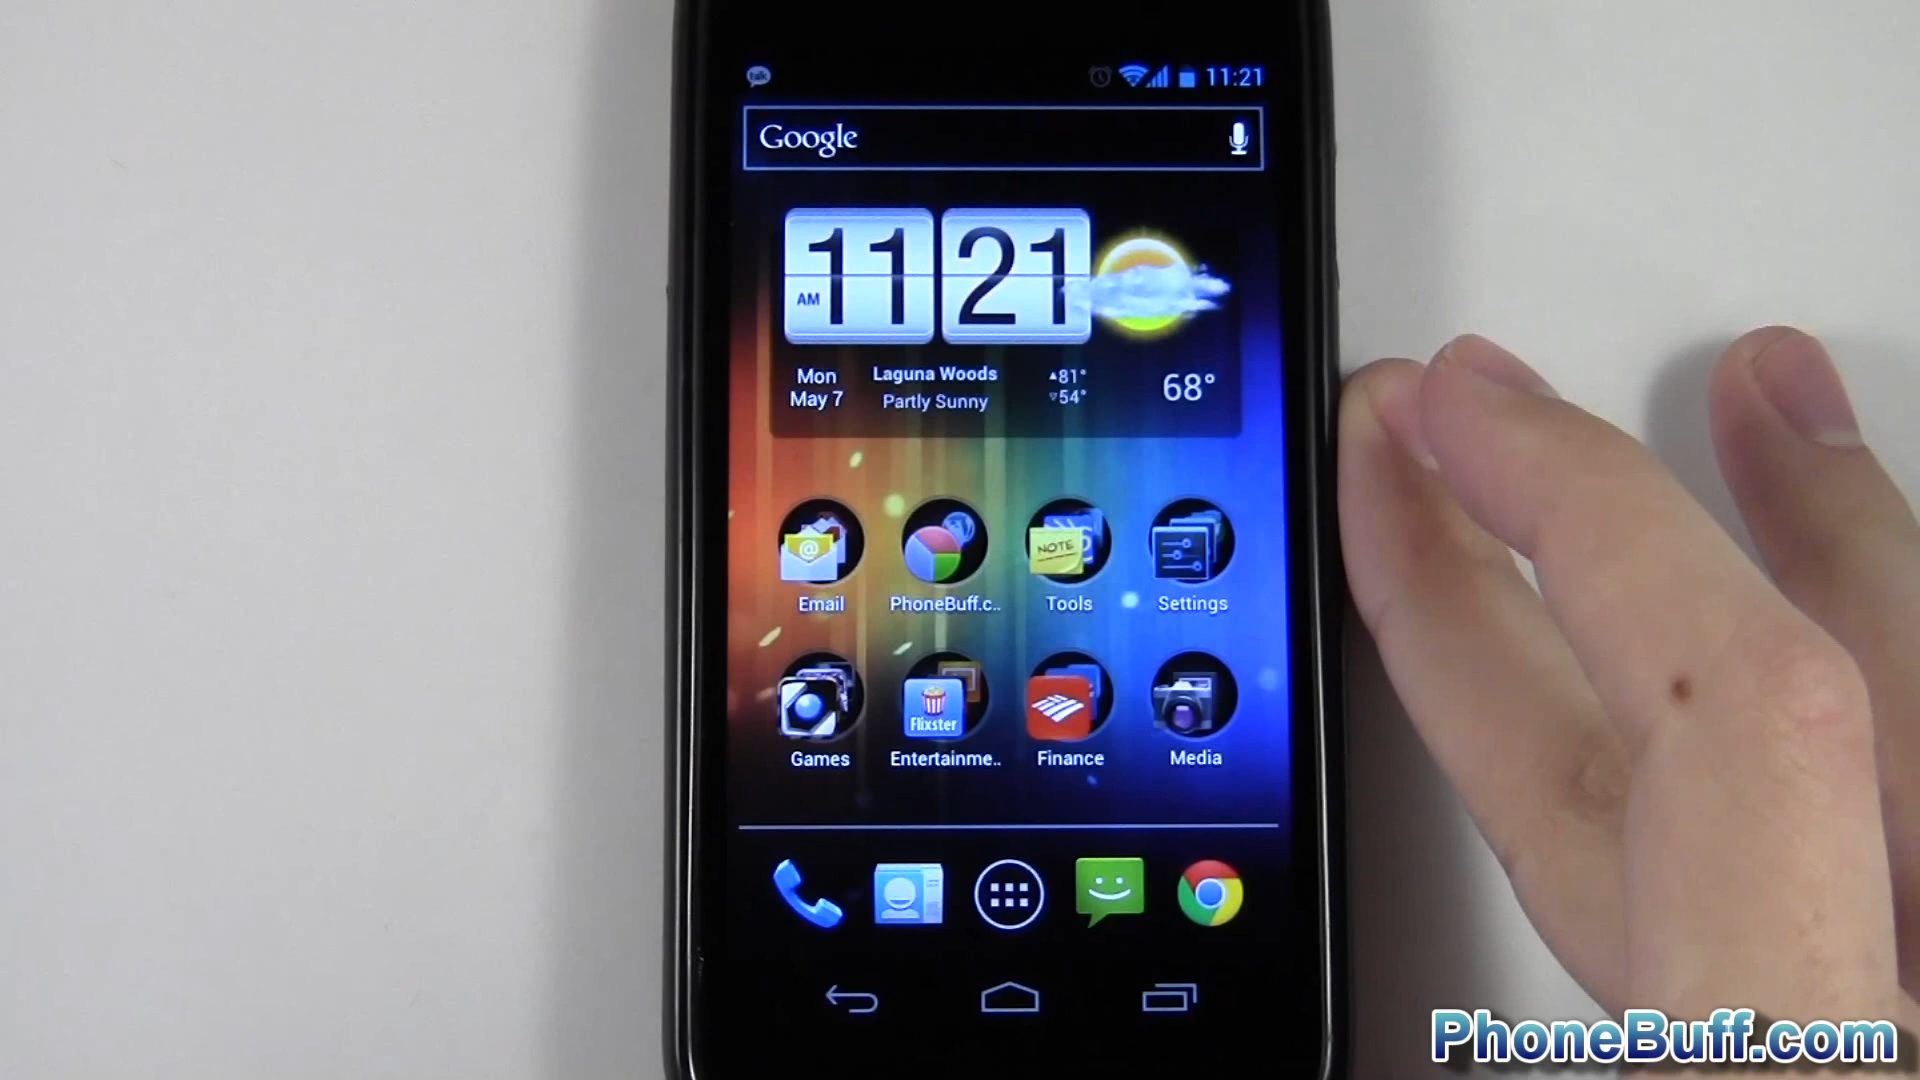 talk
11:21
Google
11 21
AM
Mon
May 7
Laguna Woods
Partly Sunny
81°
54°
68°
@
NOTE
Email
PhoneBuff.c..
Tools
Settings
Flixster
Games
Entertainme..
Finance
Media
PhoneBuff.com